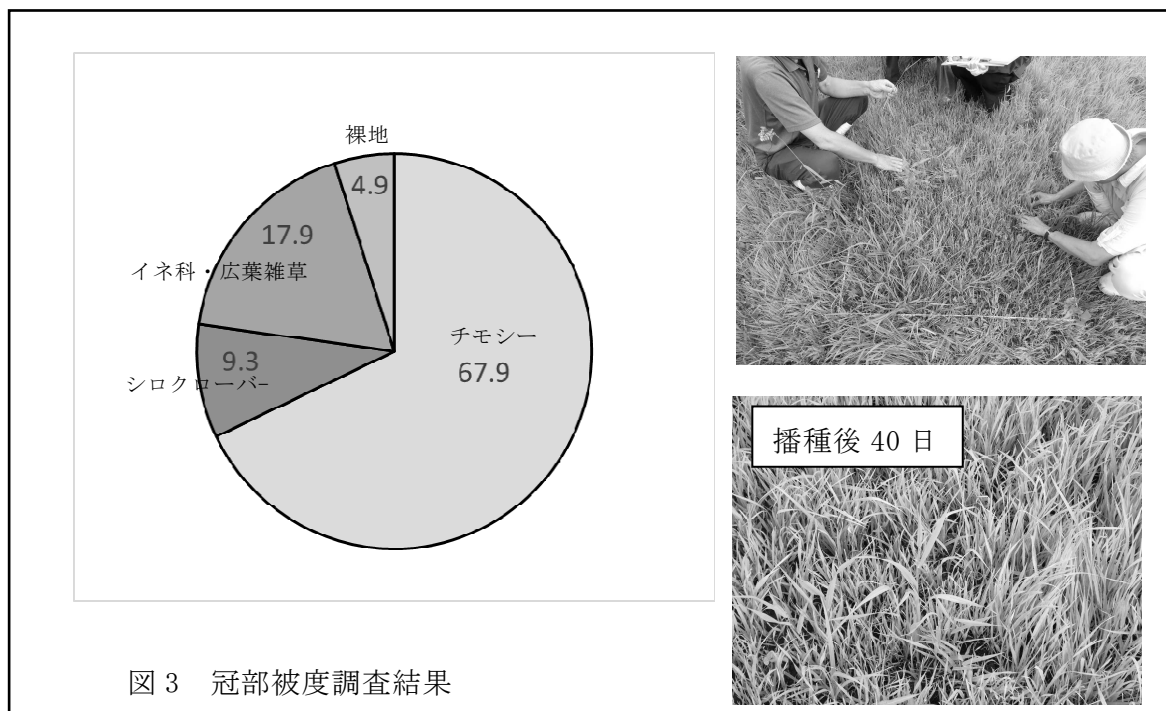 裸地
4.9
17.9
イネ科・広葉雑草
チモシー
67.9
9.3
シロクローバー
播種後 40 日
図 3　冠部被度調査結果